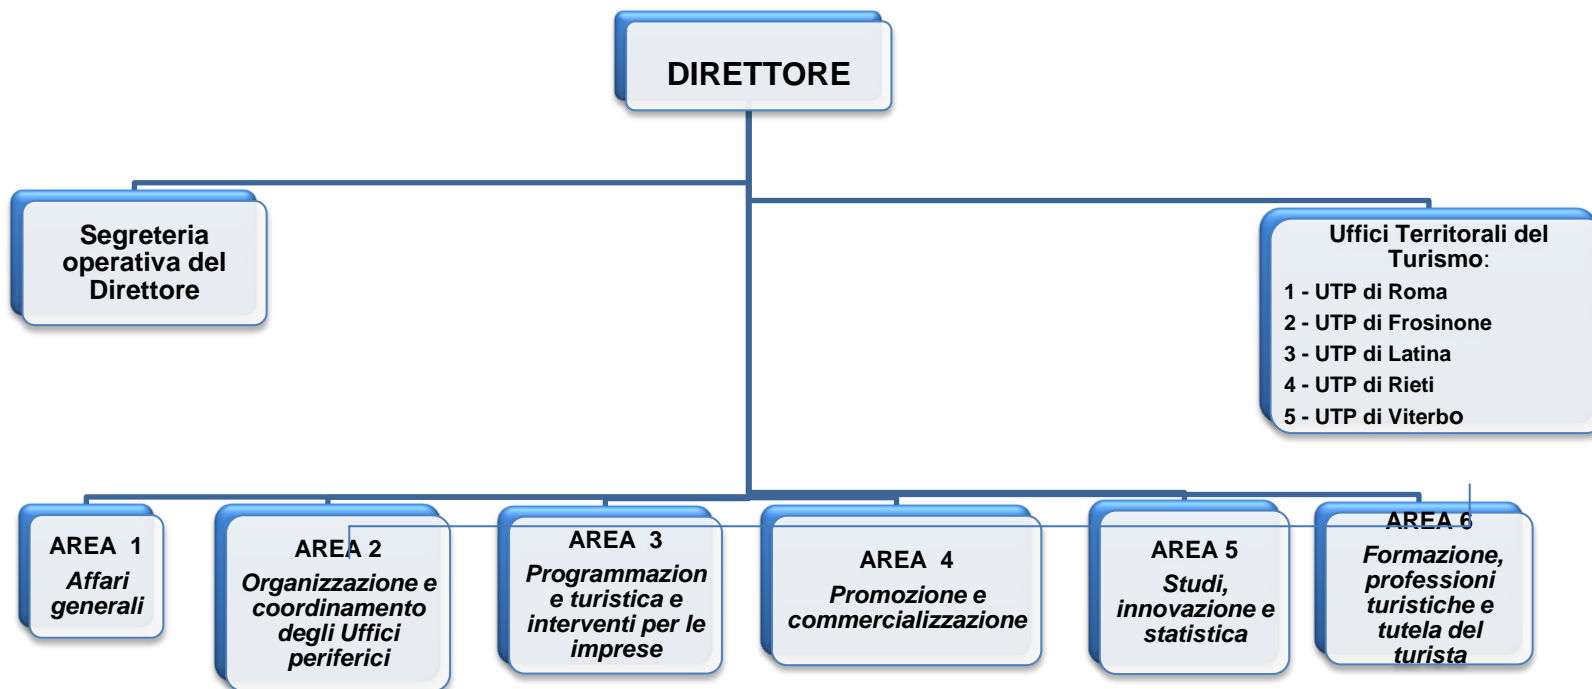 DIRETTORE
Segreteria
operativa del
Direttore
Uffici Territorali del
Turismo:
1 - UTP di Roma
2 - UTP di Frosinone
3 - UTP di Latina
4 - UTP di Rieti
5 - UTP di Viterbo
AREA 1
Affari
generali
AREA 2
Organizzazione e
coordinamento
degli Uffici
periferici
AREA 3
Programmazion
e turistica e
interventi per le
imprese
AREA 4
Promozione e
commercializzazione
AREA 5
Studi,
innovazione e
statistica
AREA 6
Formazione,
professioni
turistiche e
tutela del
turista